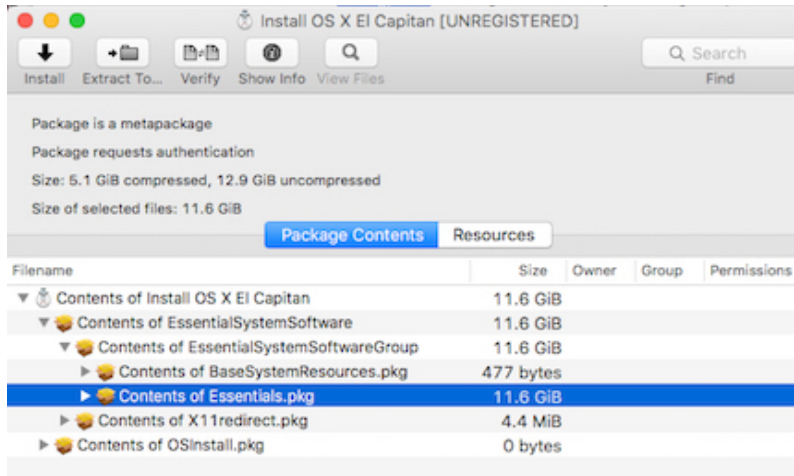 Install OS X El Capitan [UNREGISTERED]
Install Extract To... Verify Show Info View Files Search Find
Package is a metapackage
Package requests authentication
Size: 5.1 GiB compressed, 12.9 GiB uncompressed
Size of selected files: 11.6 GiB
Package Contents Resources
Filename Size Owner Group Permissions
Contents of Install OS X El Capitan 11.6 GiB
Contents of EssentialSystemSoftware 11.6 GiB
Contents of EssentialSystemSoftwareGroup 11.6 GiB
Contents of BaseSystemResources.pkg 477 bytes
Contents of Essentials.pkg 11.6 GiB
Contents of X11redirect.pkg 4.4 MiB
Contents of OSInstall.pkg 0 bytes